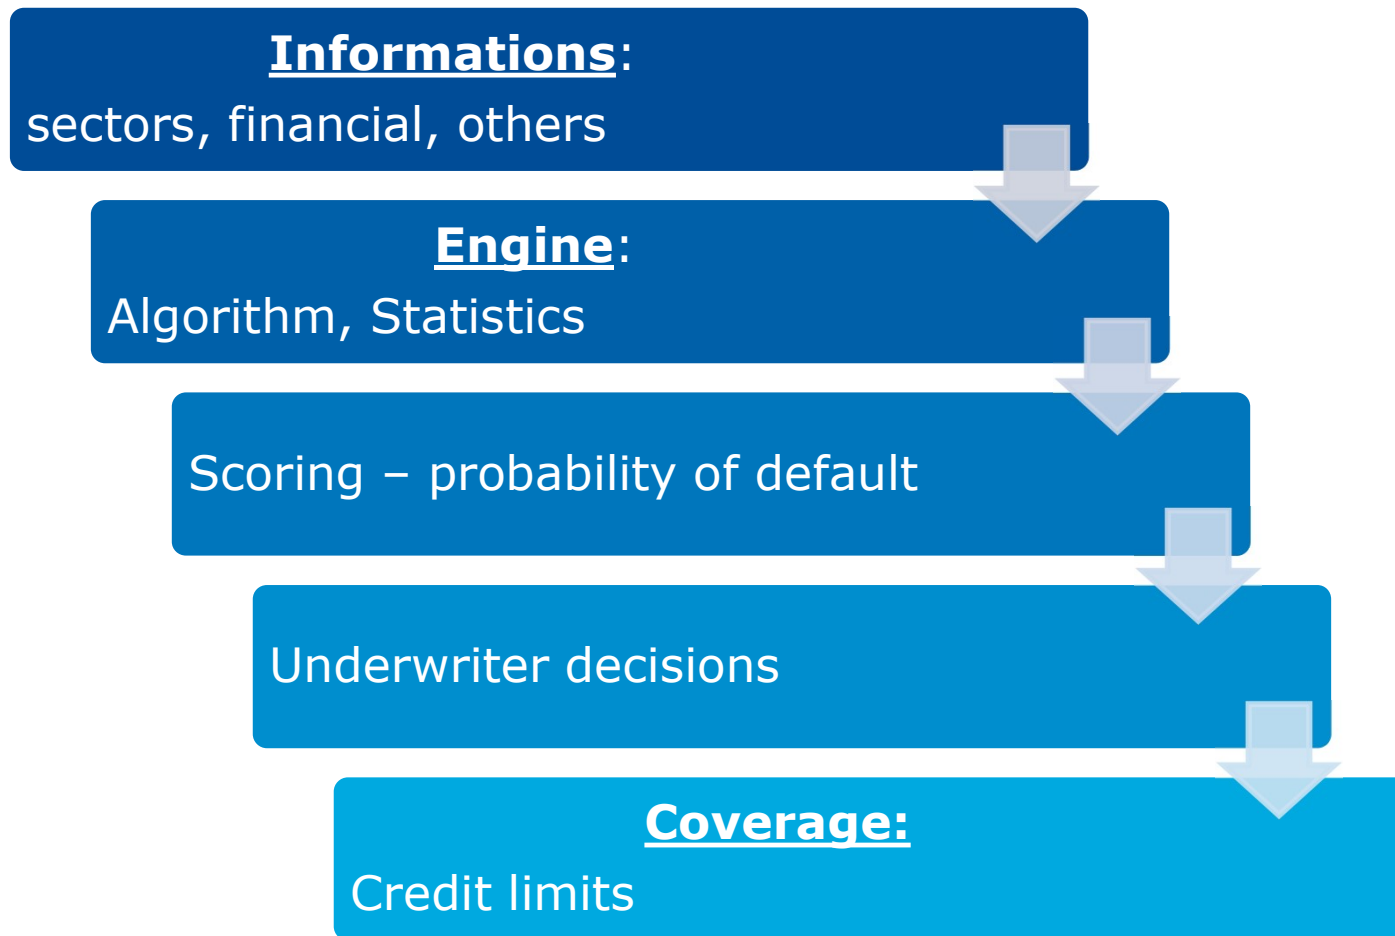 Informations:
sectors, financial, others
Engine:
Algorithm, Statistics
Scoring – probability of default
Underwriter decisions
Coverage:
Credit limits